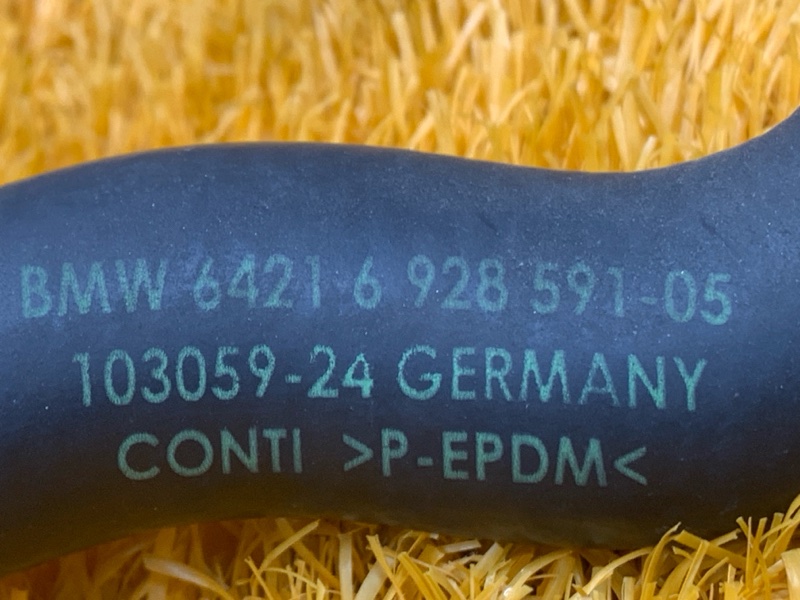 BMW 6421 6 928 591-05
103059-24 GERMANY
CONTI >P-EPDM<